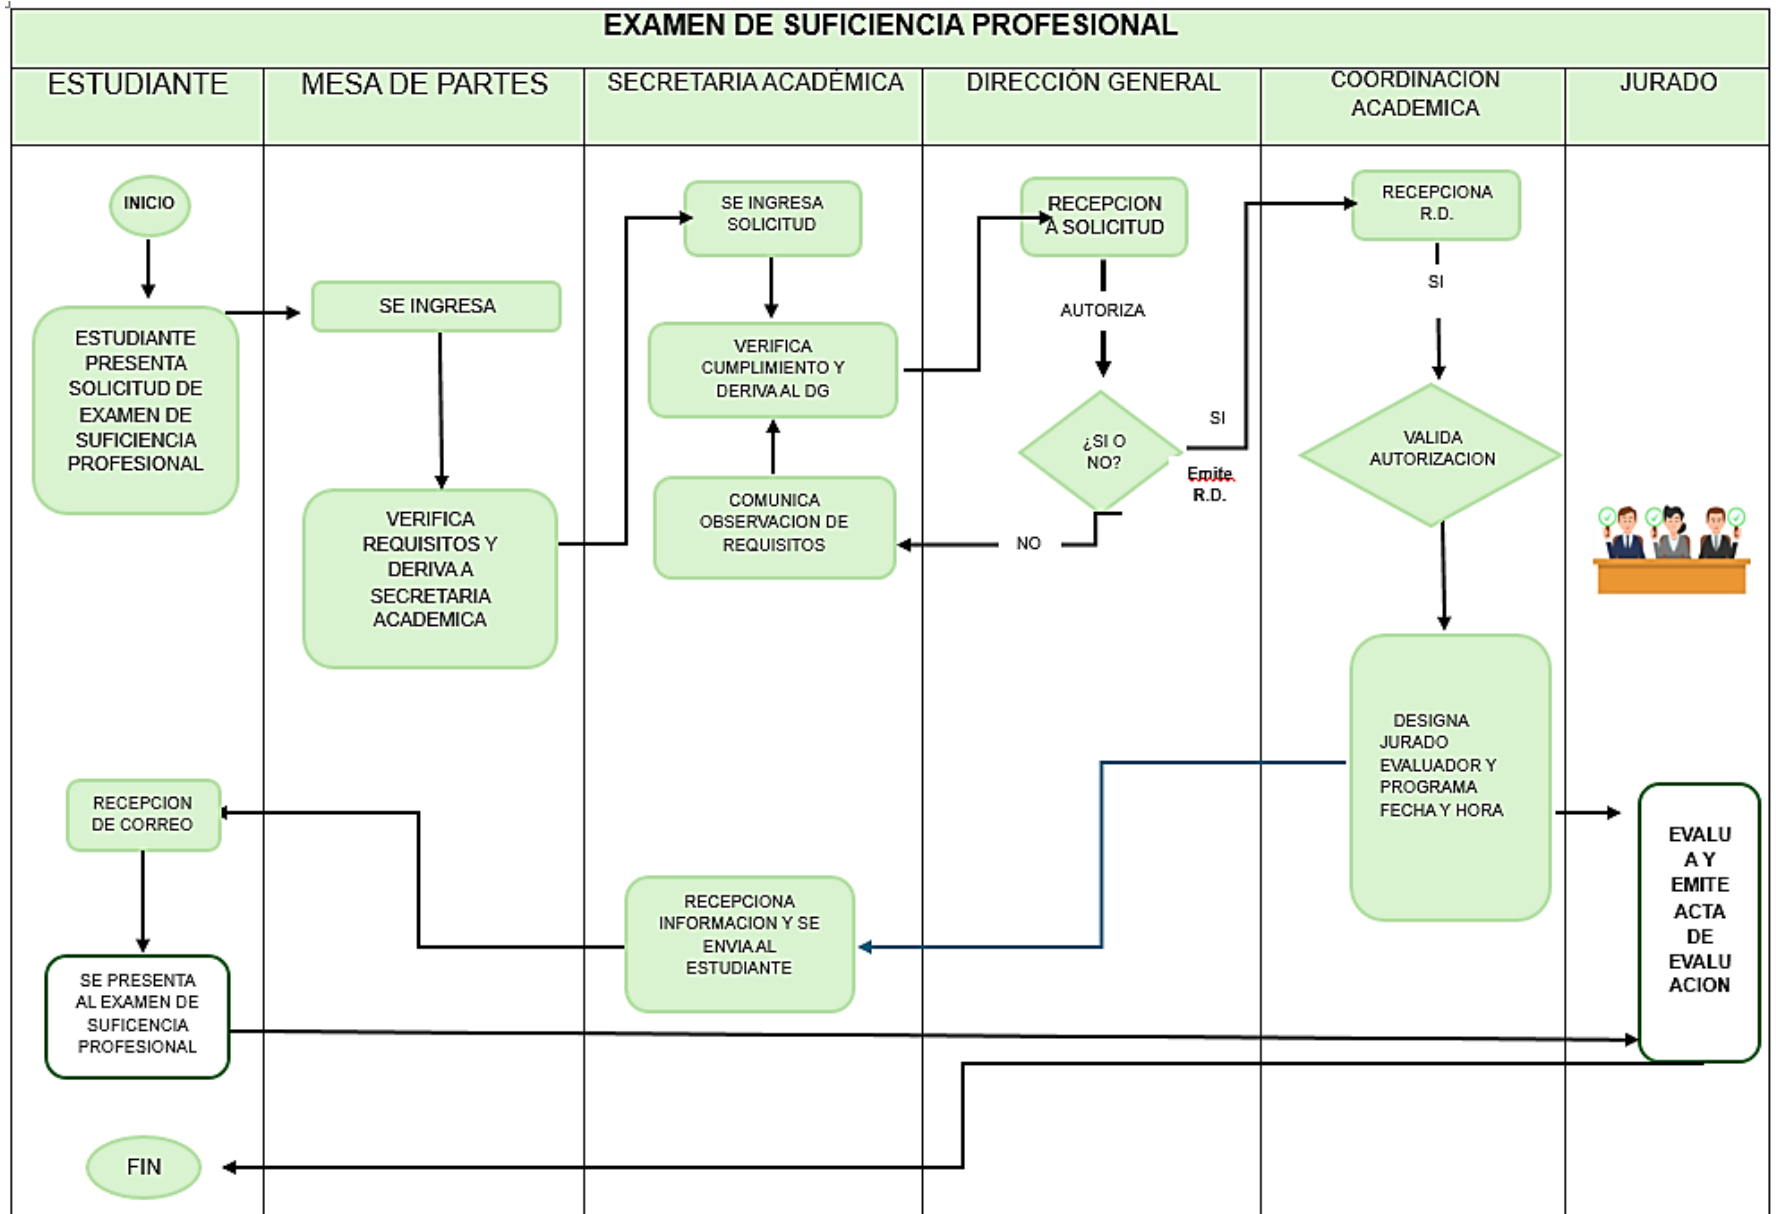 EXAMEN DE SUFICIENCIA PROFESIONAL
ESTUDIANTE
MESA DE PARTES
SECRETARIA ACADÉMICA
DIRECCIÓN GENERAL
COORDINACION
ACADEMICA
JURADO
INICIO
ESTUDIANTE
PRESENTA
SOLICITUD DE
EXAMEN DE
SUFICIENCIA
PROFESIONAL
SE INGRESA
VERIFICA
REQUISITOS Y
DERIVA A
SECRETARIA
ACADEMICA
SE INGRESA
SOLICITUD
VERIFICA
CUMPLIMIENTO Y
DERIVA AL DG
COMUNICA
OBSERVACION DE
REQUISITOS
RECEPCION
A SOLICITUD
AUTORIZA
¿SI O
NO?
SI
Emite
R.D.
NO
RECEPCIONA
R.D.
SI
VALIDA
AUTORIZACION
DESIGNA
JURADO
EVALUADOR Y
PROGRAMA
FECHA Y HORA
EVALU
A Y
EMITE
ACTA
DE
EVALU
ACION
RECEPCIONA
INFORMACION Y SE
ENVIA AL
ESTUDIANTE
RECEPCION
DE CORREO
SE PRESENTA
AL EXAMEN DE
SUFICENCIA
PROFESIONAL
FIN